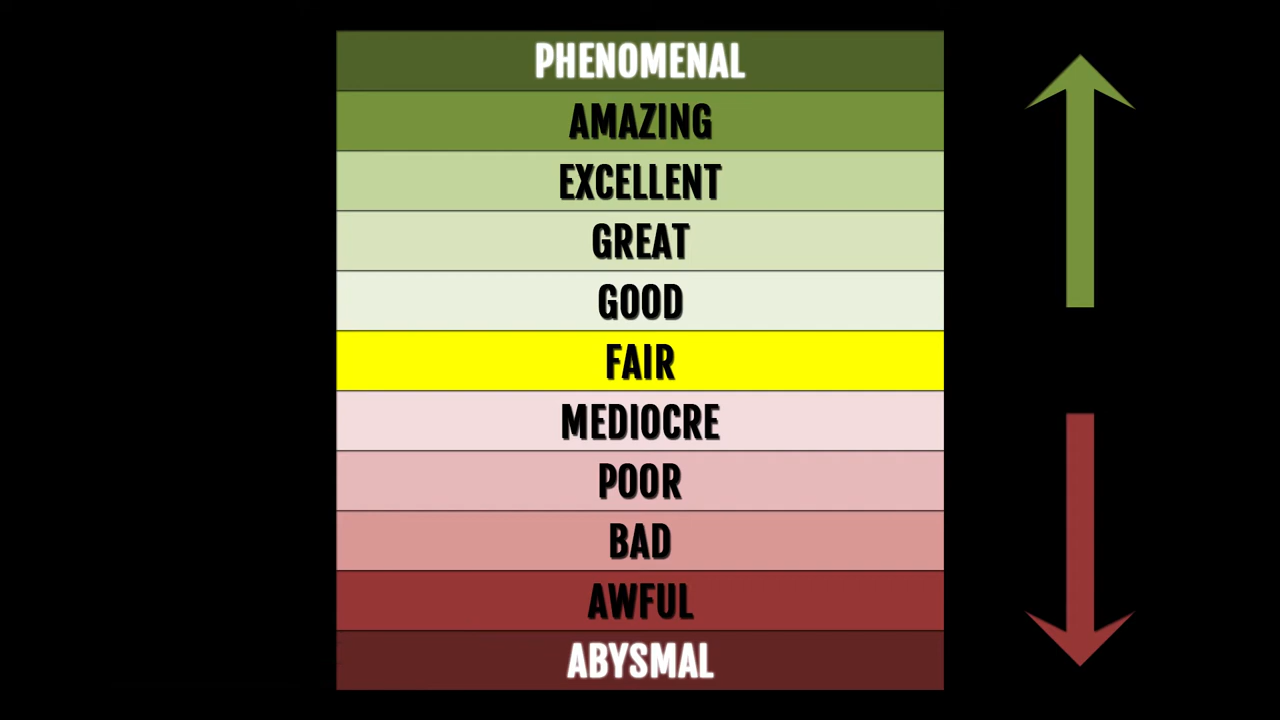 PHENOMENAL
AMAZING
EXCELLENT
GREAT
GOOD
FAIR
MEDIOCRE
POOR
BAD
AWFUL
ABYSMAL